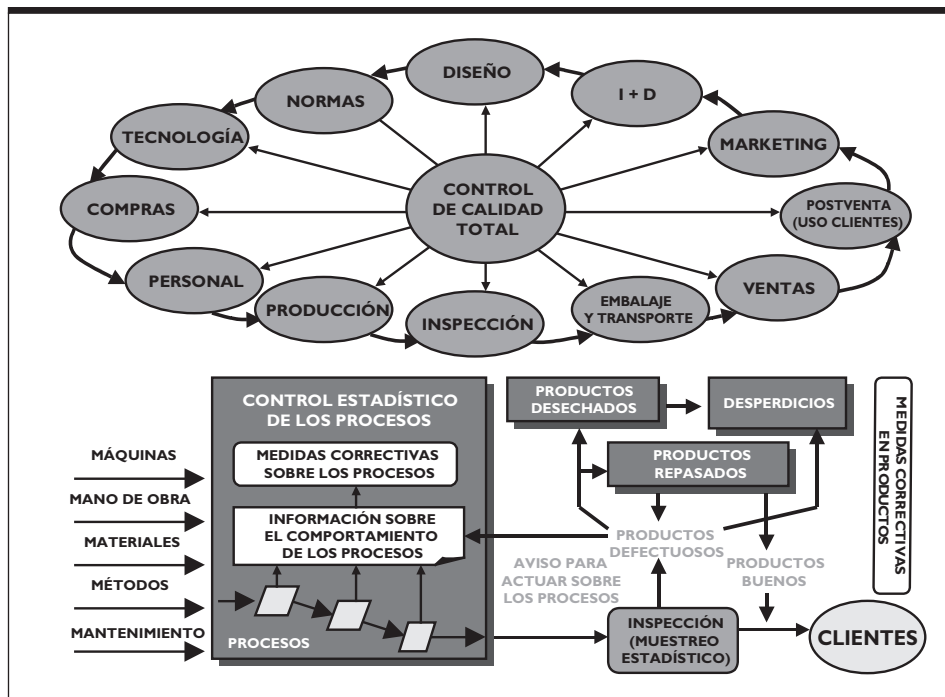 DISEÑO
I + D
NORMAS
MARKETING
TECNOLOGÍA
CONTROL
DE CALIDAD
TOTAL
COMPRAS
POSTVENTA
(USO CLIENTES)
PERSONAL
VENTAS
PRODUCCIÓN
INSPECCIÓN
EMBALAJE
Y TRANSPORTE
CONTROL ESTADÍSTICO
DE LOS PROCESOS
MEDIDAS CORRECTIVAS
SOBRE LOS PROCESOS
INFORMACIÓN SOBRE
EL COMPORTAMIENTO
DE LOS PROCESOS
PROCESOS
MÁQUINAS
MANO DE OBRA
MATERIALES
MÉTODOS
MANTENIMIENTO
PRODUCTOS
DESECHADOS
DESPERDICIOS
PRODUCTOS
REPASADOS
PRODUCTOS
DEFECTUOSOS
AVISO PARA
ACTUAR SOBRE
LOS PROCESOS
PRODUCTOS
BUENOS
INSPECCIÓN
(MUESTREO
ESTADÍSTICO)
CLIENTES
MEDIDAS CORRECTIVAS
EN PRODUCTOS